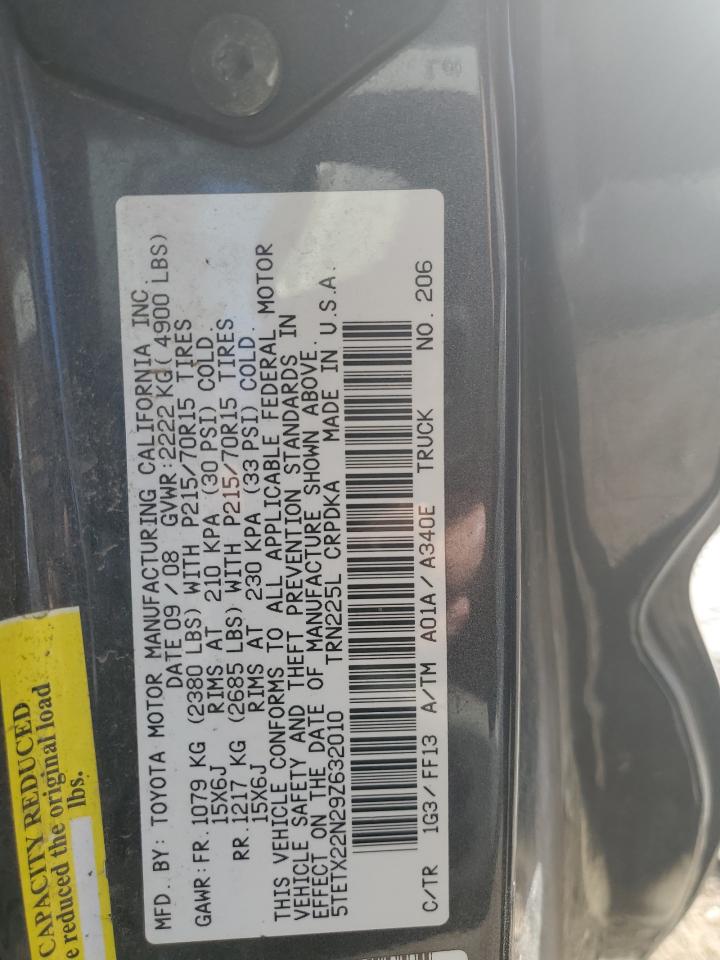 MFD. BY: TOYOTA MOTOR MANUFACTURING CALIFORNIA INC.
DATE 09 / 08 GVWR: 2222 KG( 4900 LBS)
GAWR: FR. 1079 KG (2380 LBS) WITH P215/70R15 TIRES
15X6J RIMS AT 210 KPA (30 PSI) COLD.
RR. 1217 KG (2685 LBS) WITH P215/70R15 TIRES
15X6J RIMS AT 230 KPA (33 PSI) COLD.
THIS VEHICLE CONFORMS TO ALL APPLICABLE FEDERAL MOTOR
VEHICLE SAFETY AND THEFT PREVENTION STANDARDS IN
EFFECT ON THE DATE OF MANUFACTURE SHOWN ABOVE.
5TETX22N29Z632010 TRN225L CRPDKA MADE IN U.S.A.
C/TR 1G3/FF13 A/TM A01A/A340E TRUCK NO. 206
CAPACITY REDUCED
reduced the original load
lbs.